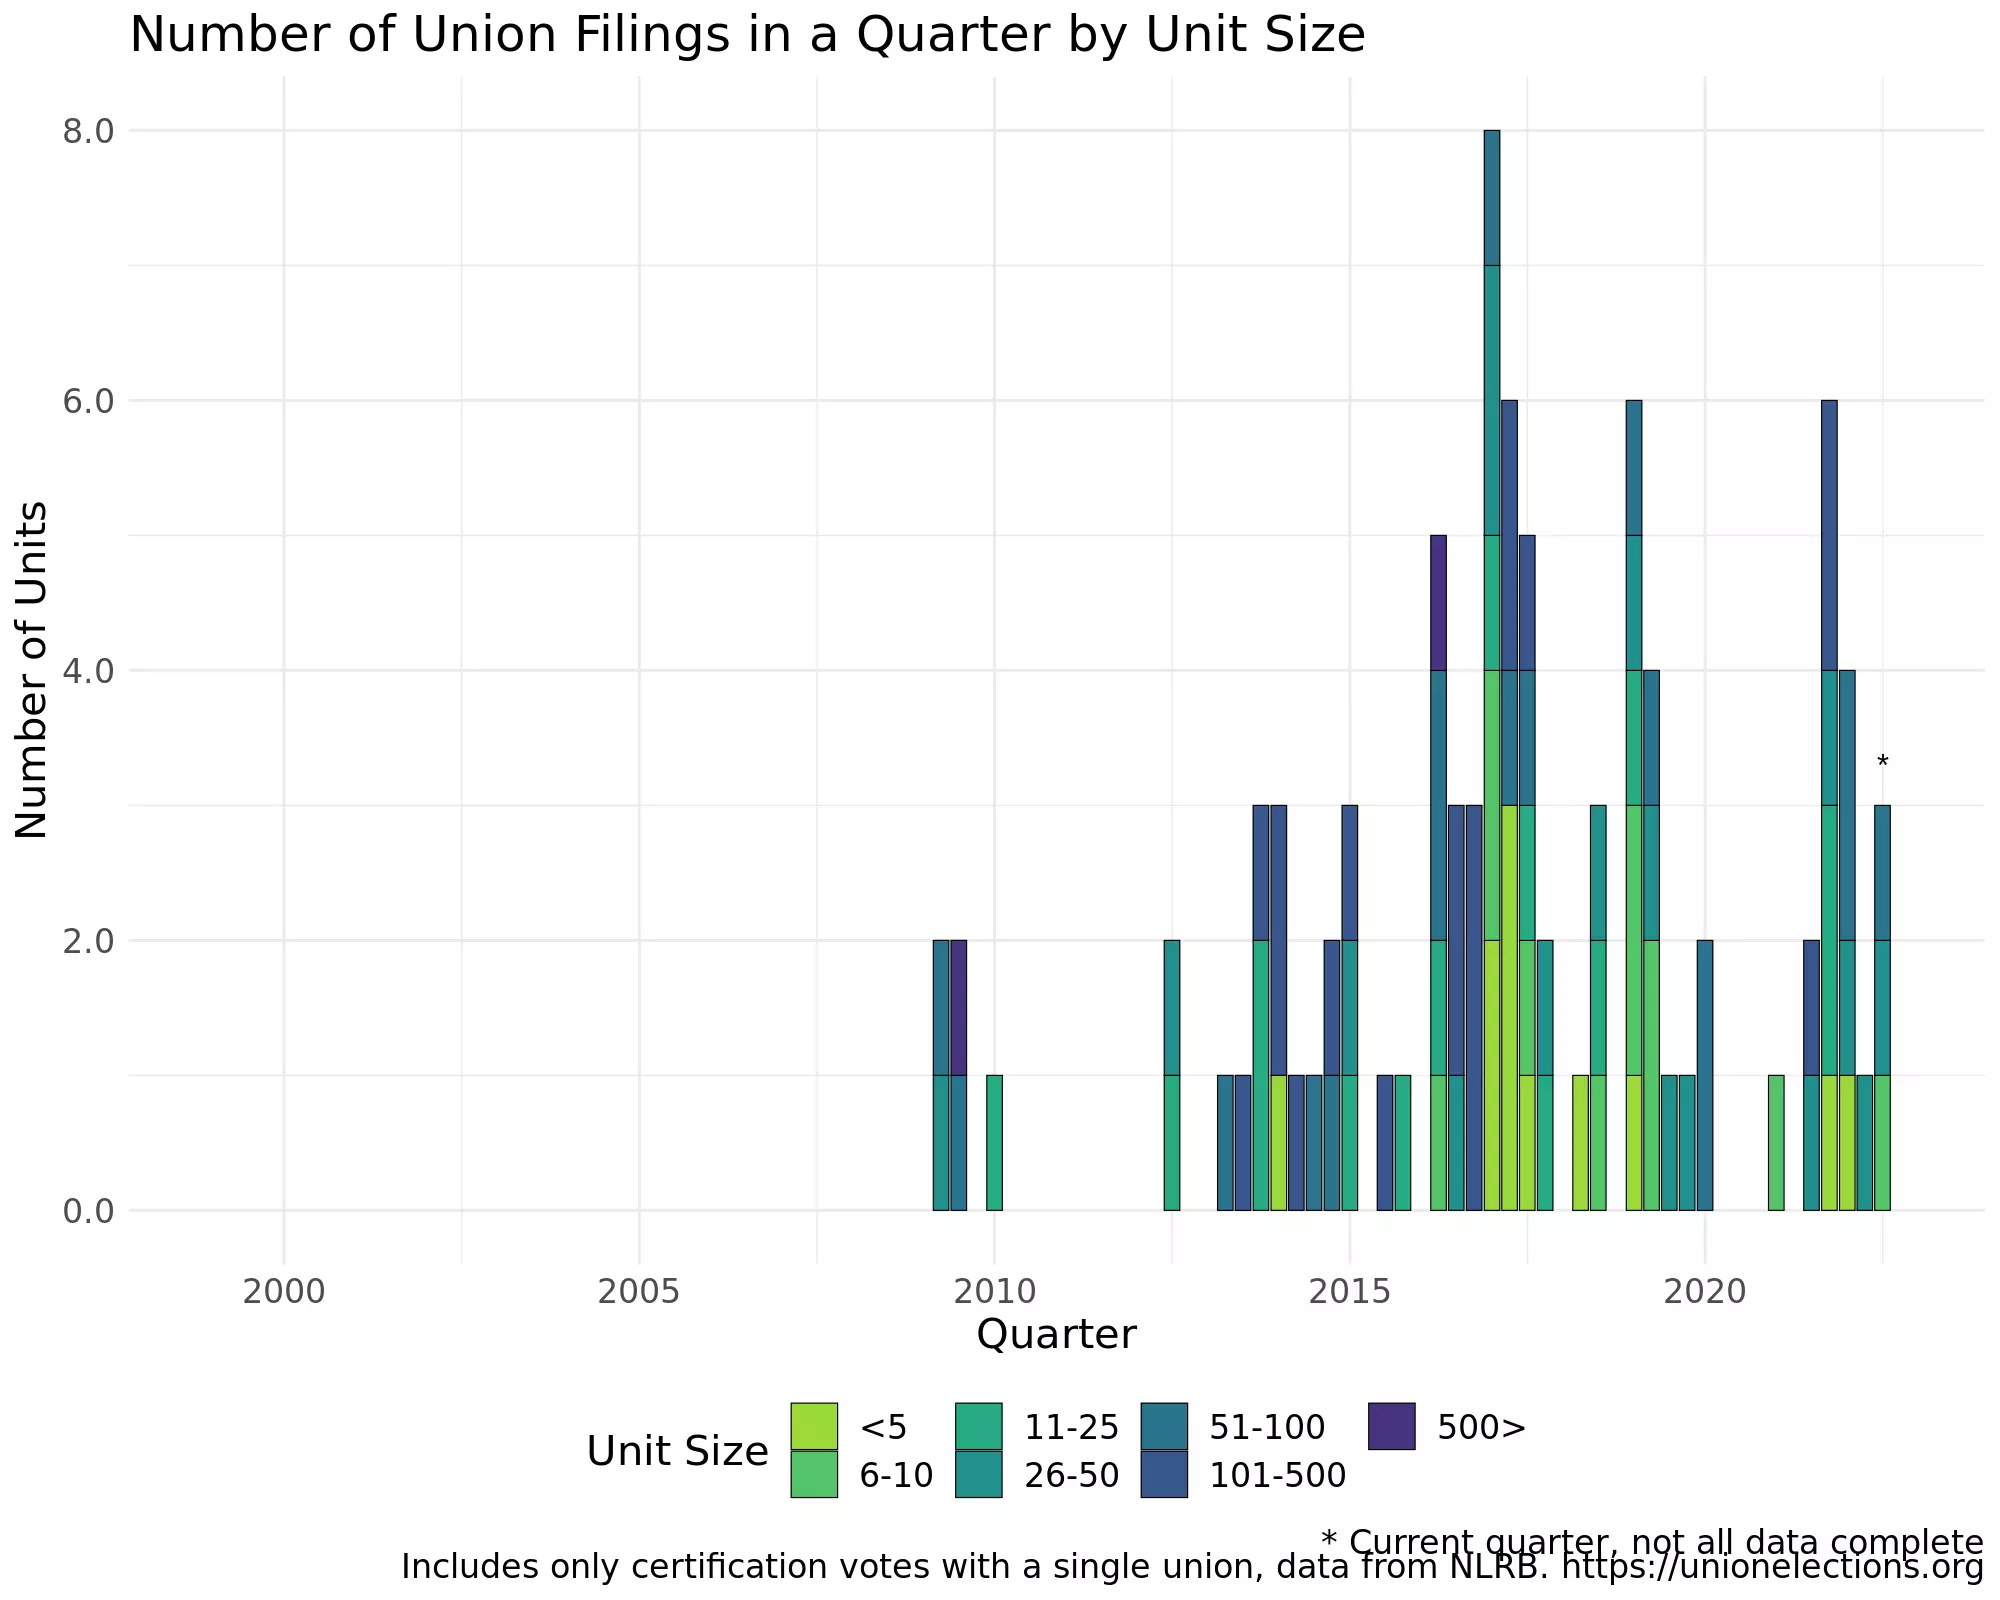 Number of Union Filings in a Quarter by Unit Size
Number of Units
8.0
6.0
4.0
2.0
0.0
*
2000 2005 2010 2015 2020
Quarter
Unit Size
<5 11-25 51-100 500>
6-10 26-50 101-500
* Current quarter, not all data complete
Includes only certification votes with a single union, data from NLRB. https://unionelections.org